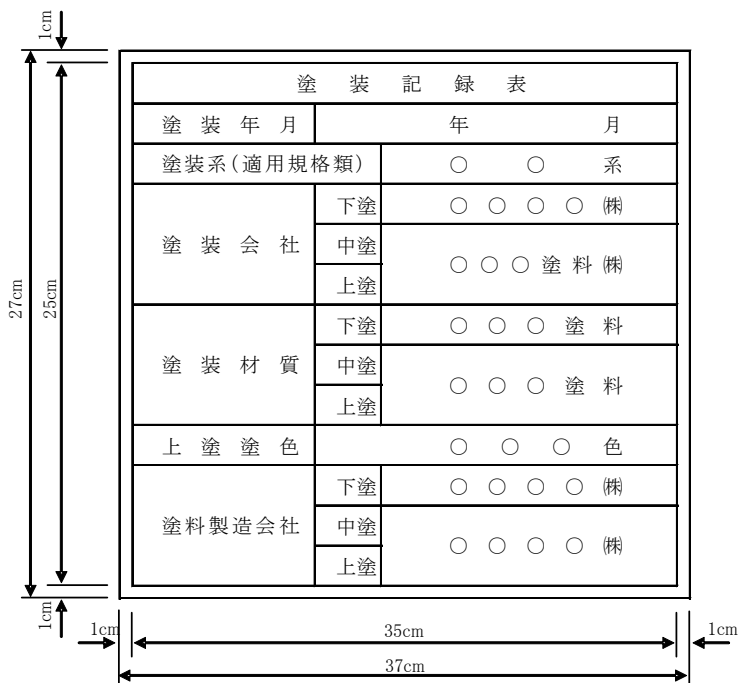 1cm
塗装記録表
塗装年月 年 月
塗装系(適用規格類) ○○系
下塗 ○○○○㈱
塗装会社 中塗 ○○○塗料㈱
上塗
下塗 ○○○塗料
塗装材質 中塗 ○○○塗料
上塗
上塗塗色 ○○○色
下塗 ○○○○㈱
塗料製造会社 中塗 ○○○○㈱
上塗
27cm
25cm
1cm
1cm
35cm
1cm
37cm